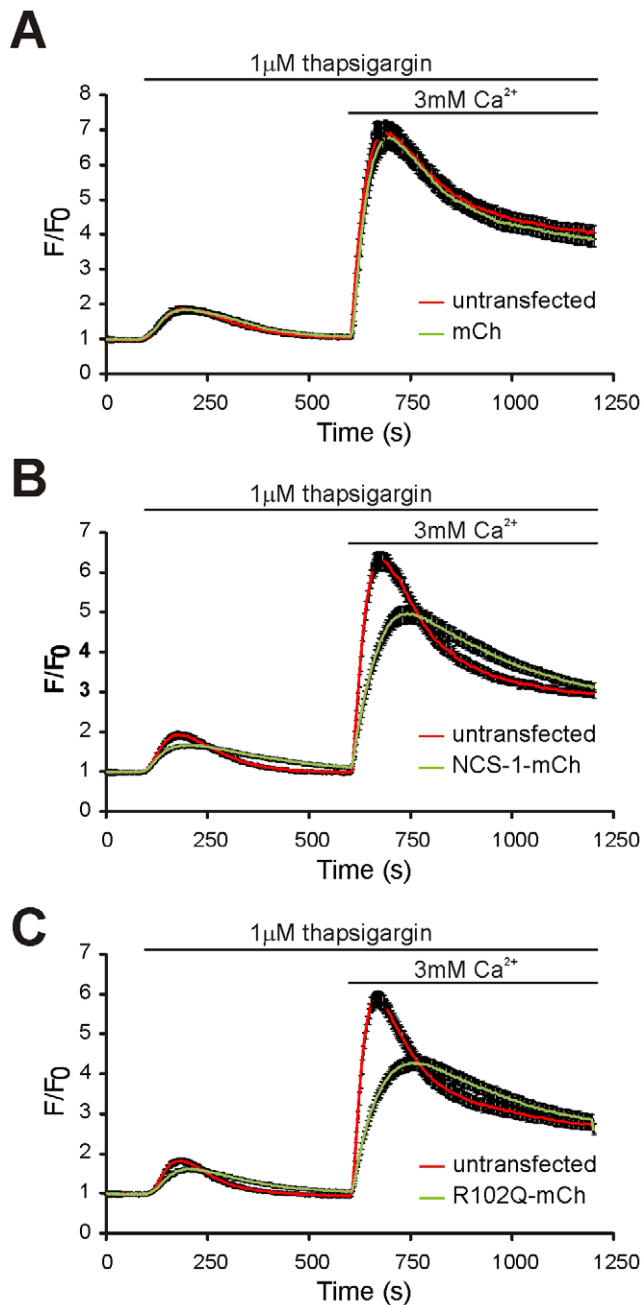 A
1μM thapsigargin
3mM Ca²⁺
8
7
6
5
4
3
2
1
0
F/F₀
untransfected
mCh
0 250 500 750 1000 1250
Time (s)
B
1μM thapsigargin
3mM Ca²⁺
7
6
5
4
3
2
1
0
F/F₀
untransfected
NCS-1-mCh
0 250 500 750 1000 1250
Time (s)
C
1μM thapsigargin
3mM Ca²⁺
7
6
5
4
3
2
1
0
F/F₀
untransfected
R102Q-mCh
0 250 500 750 1000 1250
Time (s)